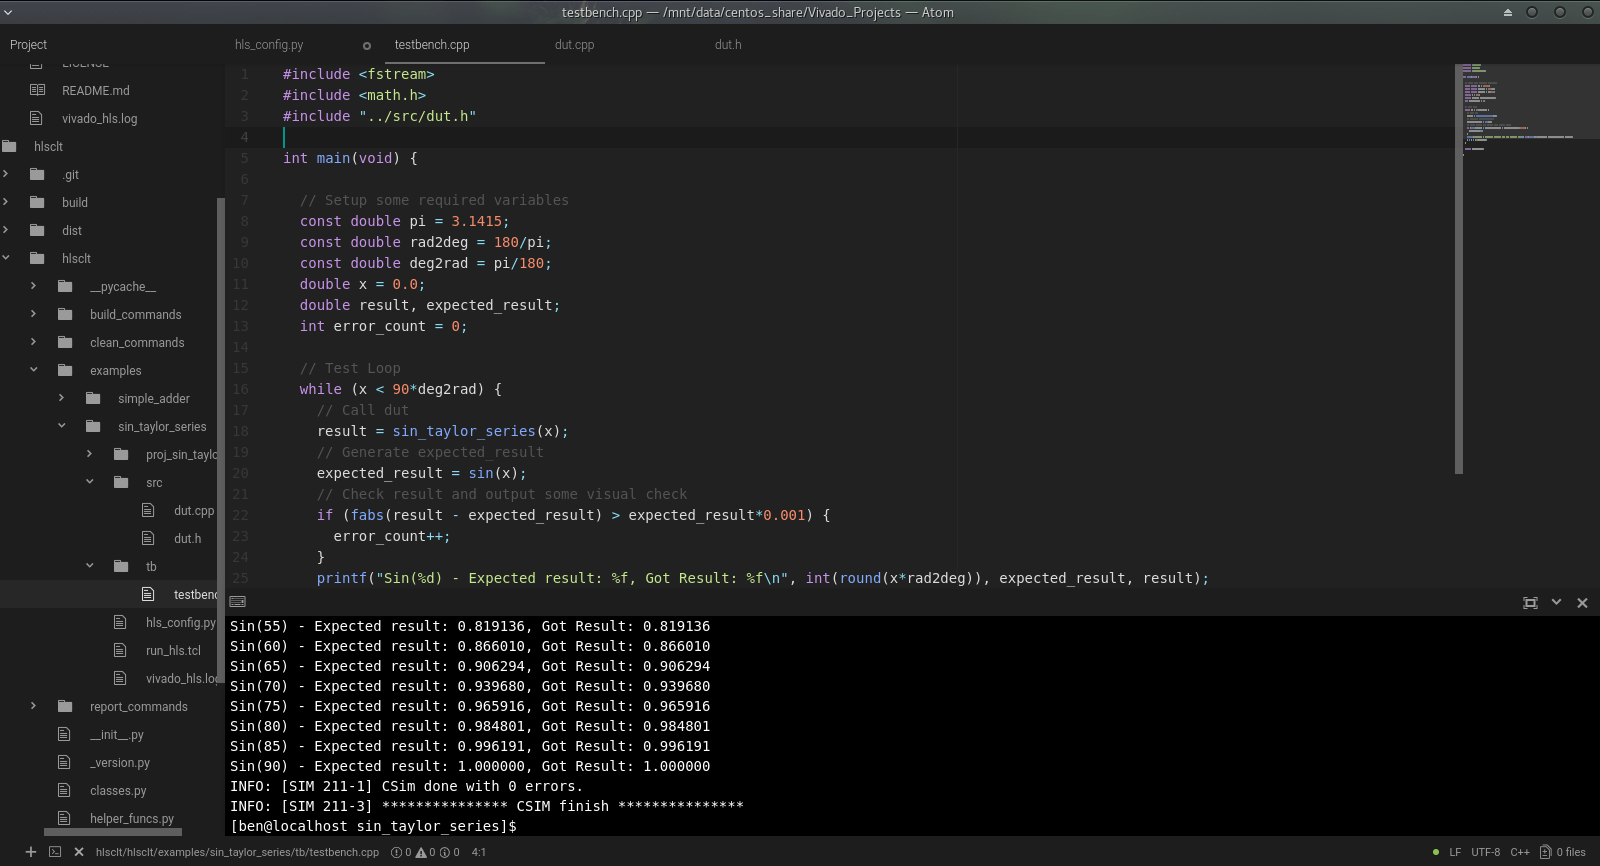 testbench.cpp — /mnt/data/centos_share/Vivado_Projects — Atom
Project
LICENSE
README.md
vivado_hls.log
hlsclt
.git
build
dist
hlsclt
__pycache__
build_commands
clean_commands
examples
simple_adder
sin_taylor_series
proj_sin_taylo
src
dut.cpp
dut.h
tb
testbenc
hls_config.py
run_hls.tcl
vivado_hls.log
report_commands
__init__.py
_version.py
classes.py
helper_funcs.py
hls_config.py
testbench.cpp
dut.cpp
dut.h
1 #include <fstream>
2 #include <math.h>
3 #include "../src/dut.h"
4
5 int main(void) {
6
7 // Setup some required variables
8 const double pi = 3.1415;
9 const double rad2deg = 180/pi;
10 const double deg2rad = pi/180;
11 double x = 0.0;
12 double result, expected_result;
13 int error_count = 0;
14
15 // Test Loop
16 while (x < 90*deg2rad) {
17 // Call dut
18 result = sin_taylor_series(x);
19 // Generate expected_result
20 expected_result = sin(x);
21 // Check result and output some visual check
22 if (fabs(result - expected_result) > expected_result*0.001) {
23 error_count++;
24 }
25 printf("Sin(%d) - Expected result: %f, Got Result: %f\n", int(round(x*rad2deg)), expected_result, result);
Sin(55) - Expected result: 0.819136, Got Result: 0.819136
Sin(60) - Expected result: 0.866010, Got Result: 0.866010
Sin(65) - Expected result: 0.906294, Got Result: 0.906294
Sin(70) - Expected result: 0.939680, Got Result: 0.939680
Sin(75) - Expected result: 0.965916, Got Result: 0.965916
Sin(80) - Expected result: 0.984801, Got Result: 0.984801
Sin(85) - Expected result: 0.996191, Got Result: 0.996191
Sin(90) - Expected result: 1.000000, Got Result: 1.000000
INFO: [SIM 211-1] CSim done with 0 errors.
INFO: [SIM 211-3] *************** CSIM finish ***************
[ben@localhost sin_taylor_series]$
hlsclt/hlsclt/examples/sin_taylor_series/tb/testbench.cpp 0 0 0 4:1 LF UTF-8 C++ 0 files